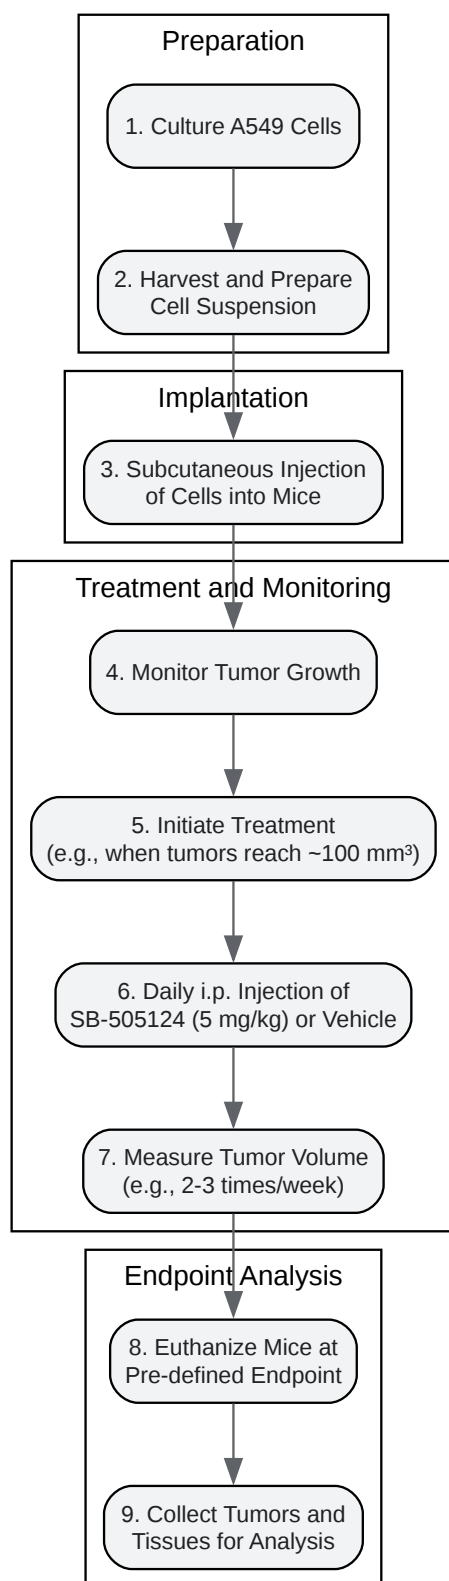 Preparation
1. Culture A549 Cells
2. Harvest and Prepare
Cell Suspension
Implantation
3. Subcutaneous Injection
of Cells into Mice
Treatment and Monitoring
4. Monitor Tumor Growth
5. Initiate Treatment
(e.g., when tumors reach ~100 mm³)
6. Daily i.p. Injection of
SB-505124 (5 mg/kg) or Vehicle
7. Measure Tumor Volume
(e.g., 2-3 times/week)
Endpoint Analysis
8. Euthanize Mice at
Pre-defined Endpoint
9. Collect Tumors and
Tissues for Analysis